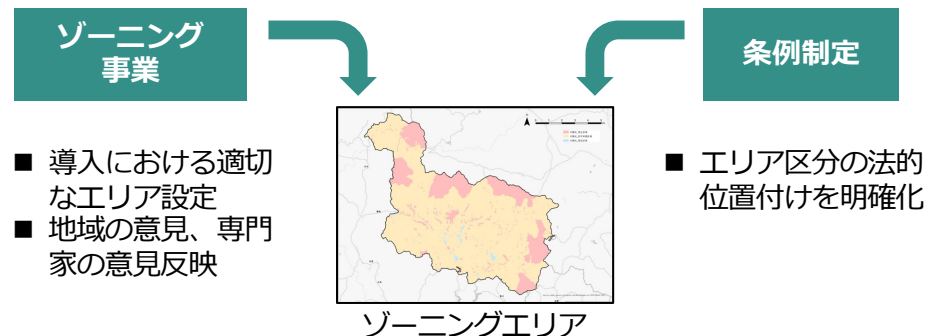 ゾーニング
事業
条例制定
■ 導入における適切
なエリア設定
■ 地域の意見、専門
家の意見反映
■ エリア区分の法的
位置付けを明確化
ゾーニングエリア